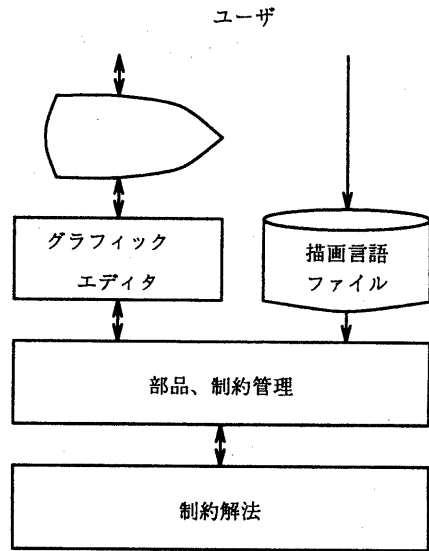 ユーザ
グラフィック
エディタ
描画言語
ファイル
部品、制約管理
制約解法